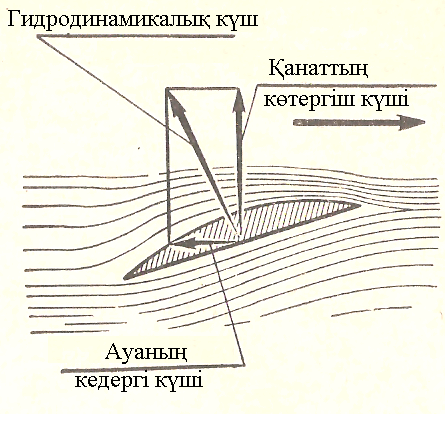 Гидродинамикалық күш
Қанаттың
көтергіш күші
Ауаның
кедергі күші